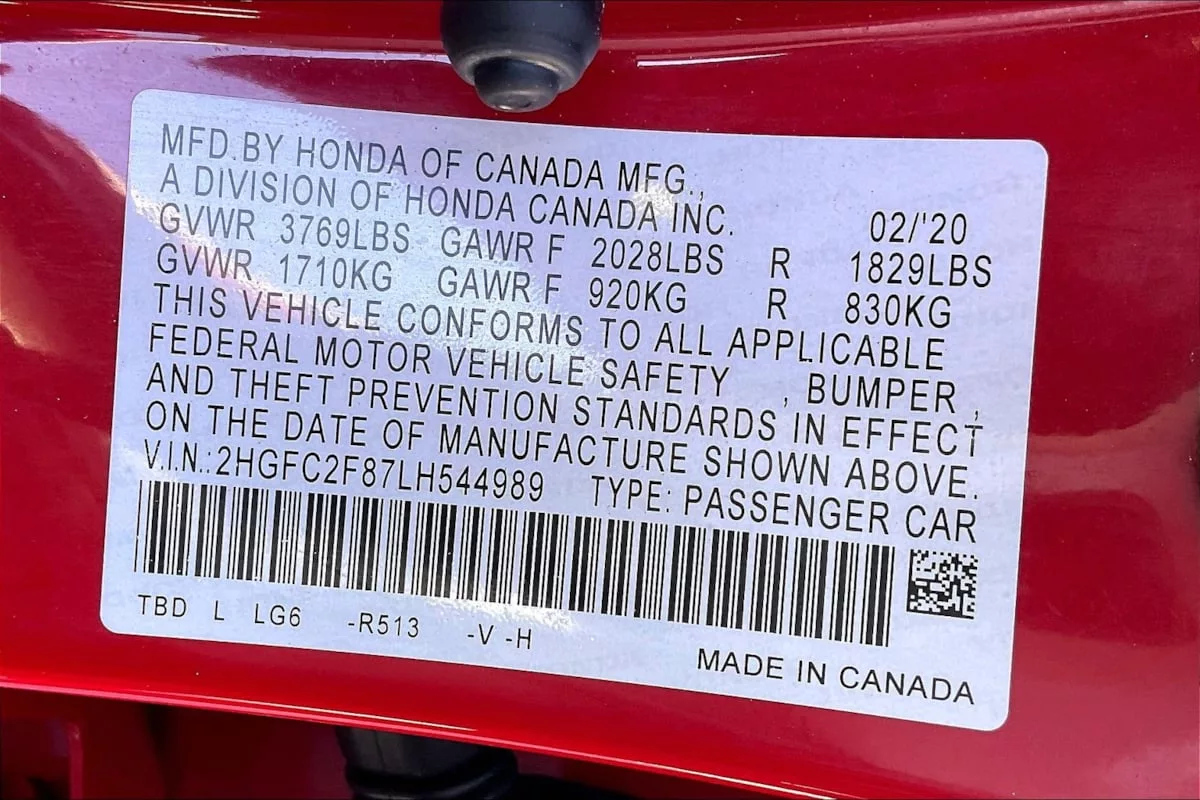 MFD.BY HONDA OF CANADA MFG.,
A DIVISION OF HONDA CANADA INC. 02/'20
GVWR 3769LBS GAWR F 2028LBS R 1829LBS
GVWR 1710KG GAWR F 920KG R 830KG
THIS VEHICLE CONFORMS TO ALL APPLICABLE
FEDERAL MOTOR VEHICLE SAFETY , BUMPER ,
AND THEFT PREVENTION STANDARDS IN EFFECT
ON THE DATE OF MANUFACTURE SHOWN ABOVE.
V.I.N.:2HGFC2F87LH544989 TYPE: PASSENGER CAR
TBD L LG6 -R513 -V -H
MADE IN CANADA